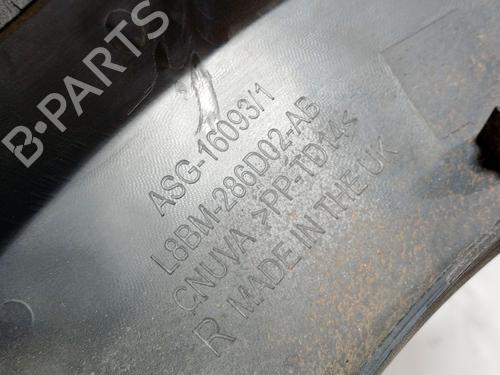 B-PARTS
ASG-16093/1
L8BM-286D02-AB
CNUVA >PP-TD14<
R MADE IN THE UK